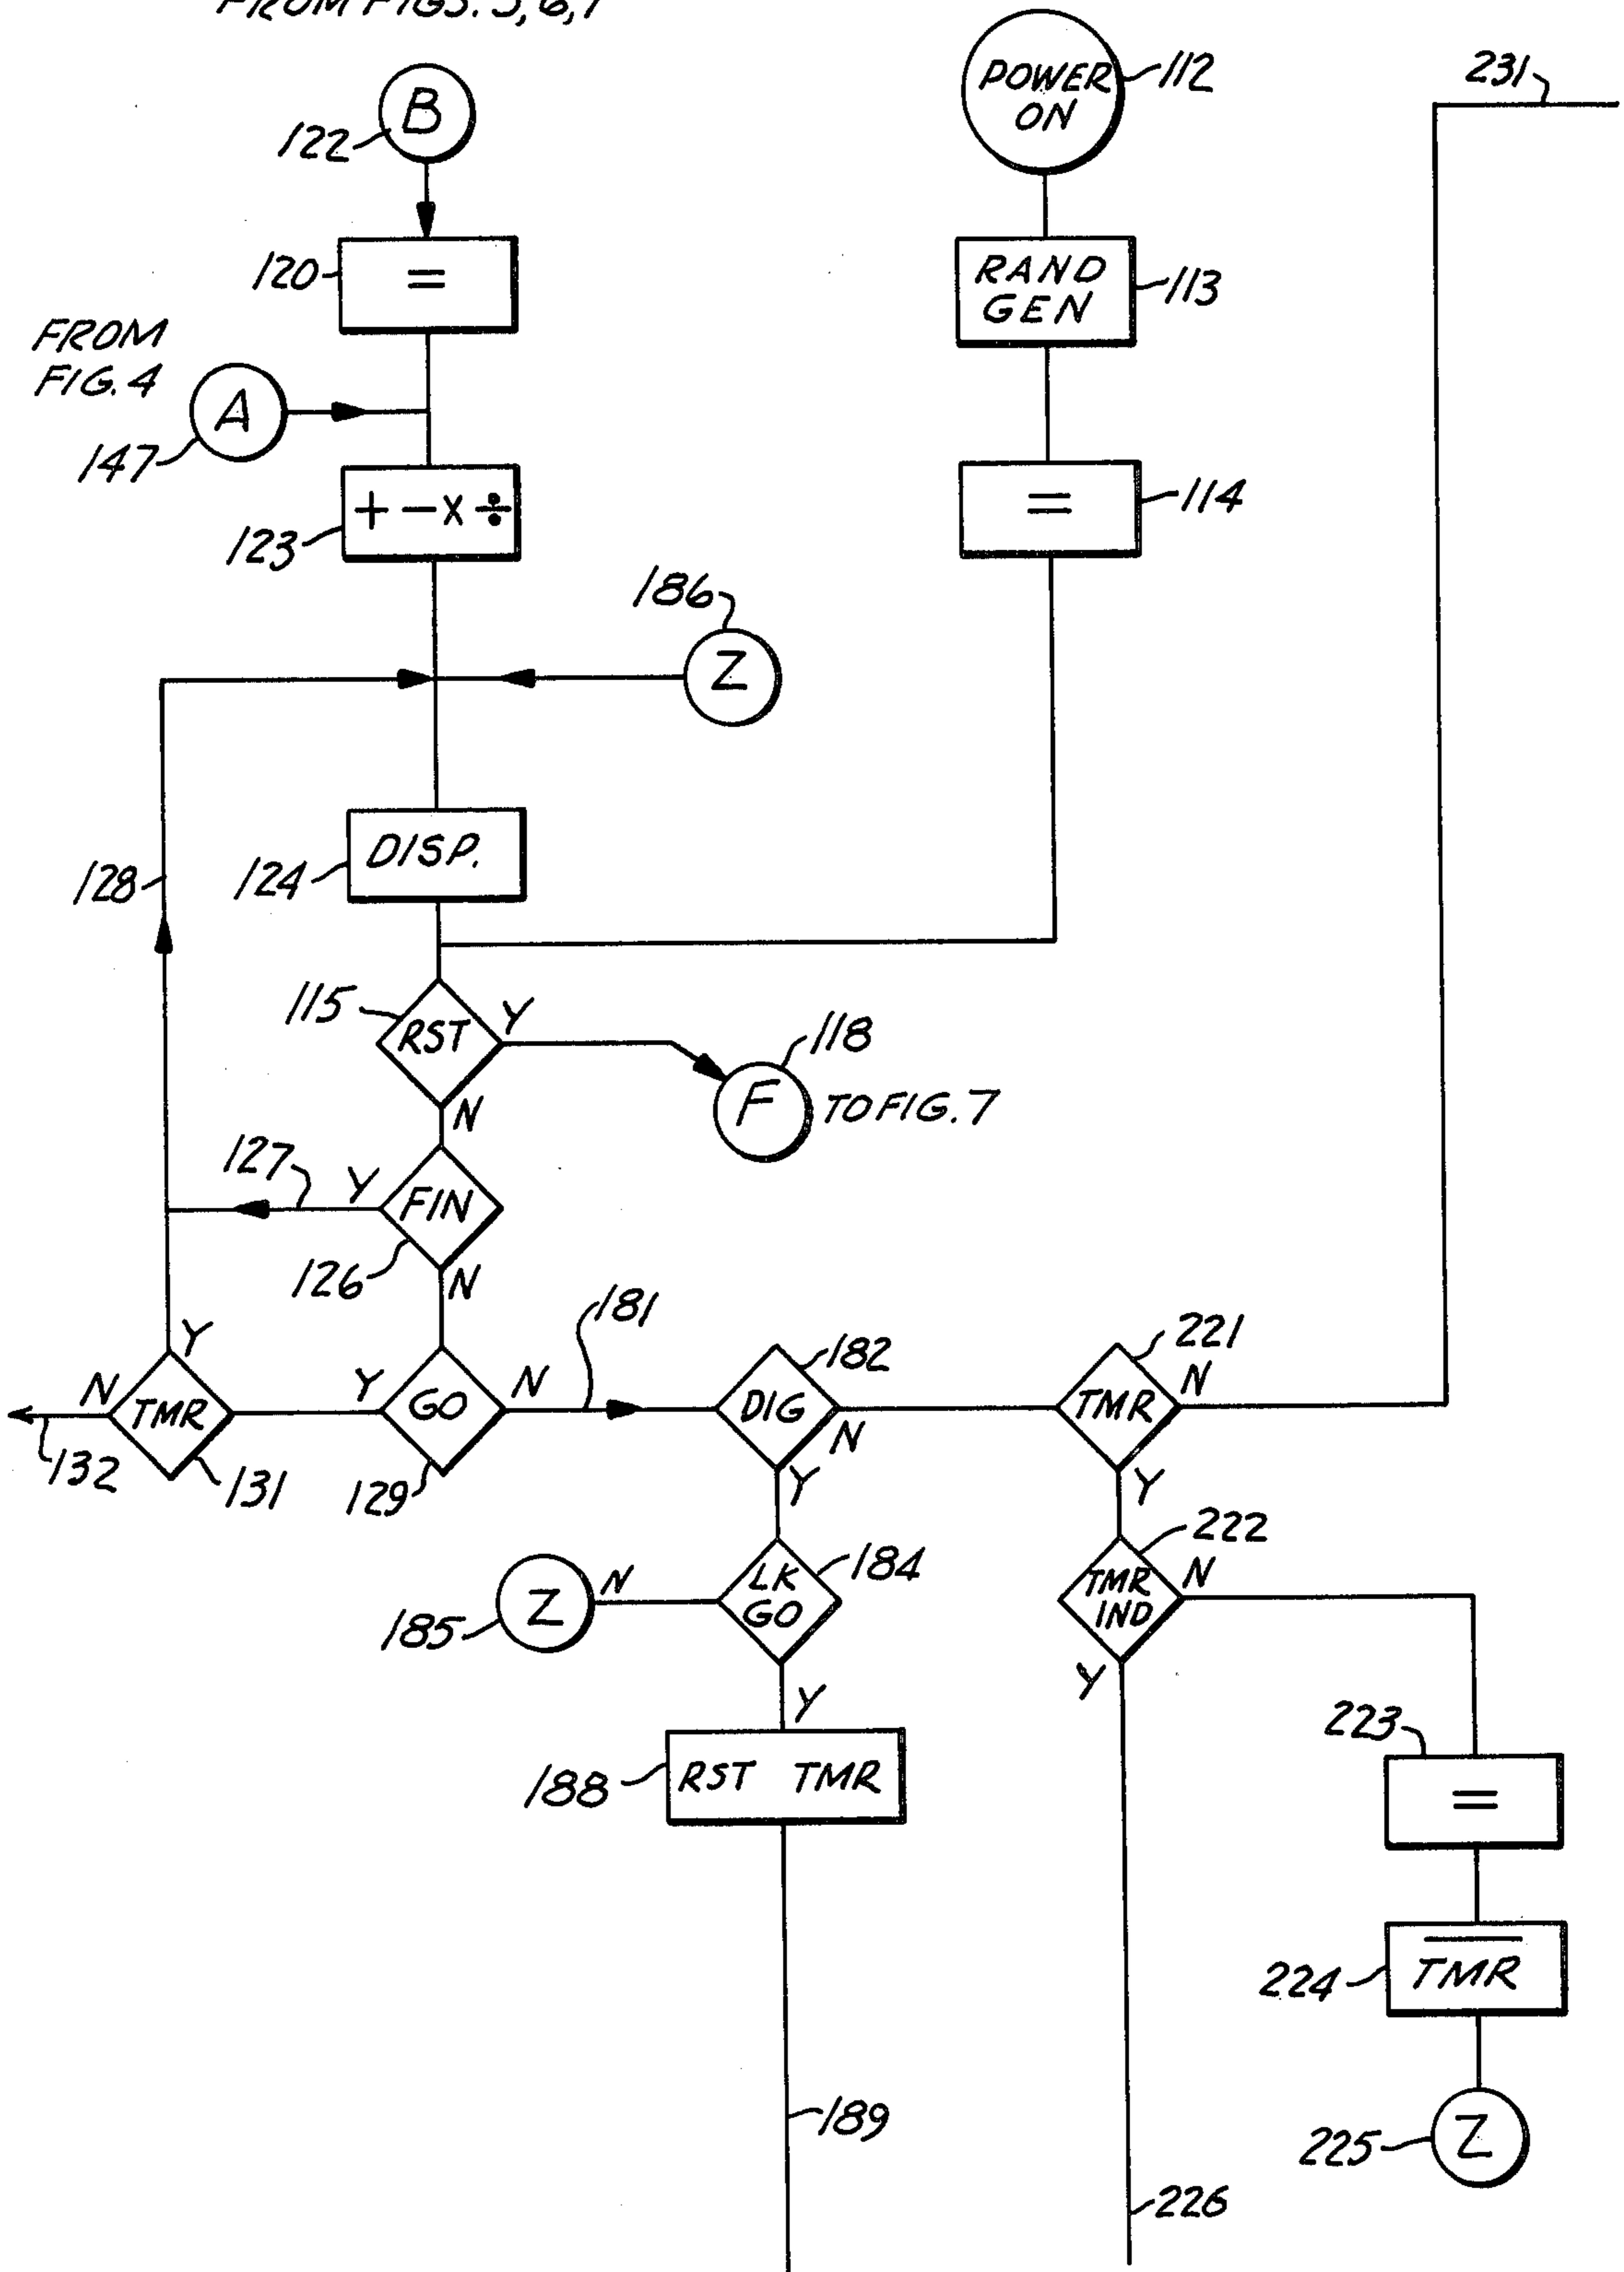 FROM FIGS. 5, 6, 7
B
122
POWER
ON
112
231
120
=
RAND
GEN
113
FROM
FIG. 4
A
147
=
114
+ - x ÷
123
186
Z
DISP.
124
128
115
RST
Y
118
F
TO FIG. 7
N
127
Y
FIN
126
N
181
182
221
Y
N
TMR
Y
GO
N
DIG
N
TMR
N
132
131
129
Y
Y
222
LK
GO
184
N
Z
185
TMR
IND
N
Y
Y
223
=
188
RST TMR
224
TMR
189
225
Z
226